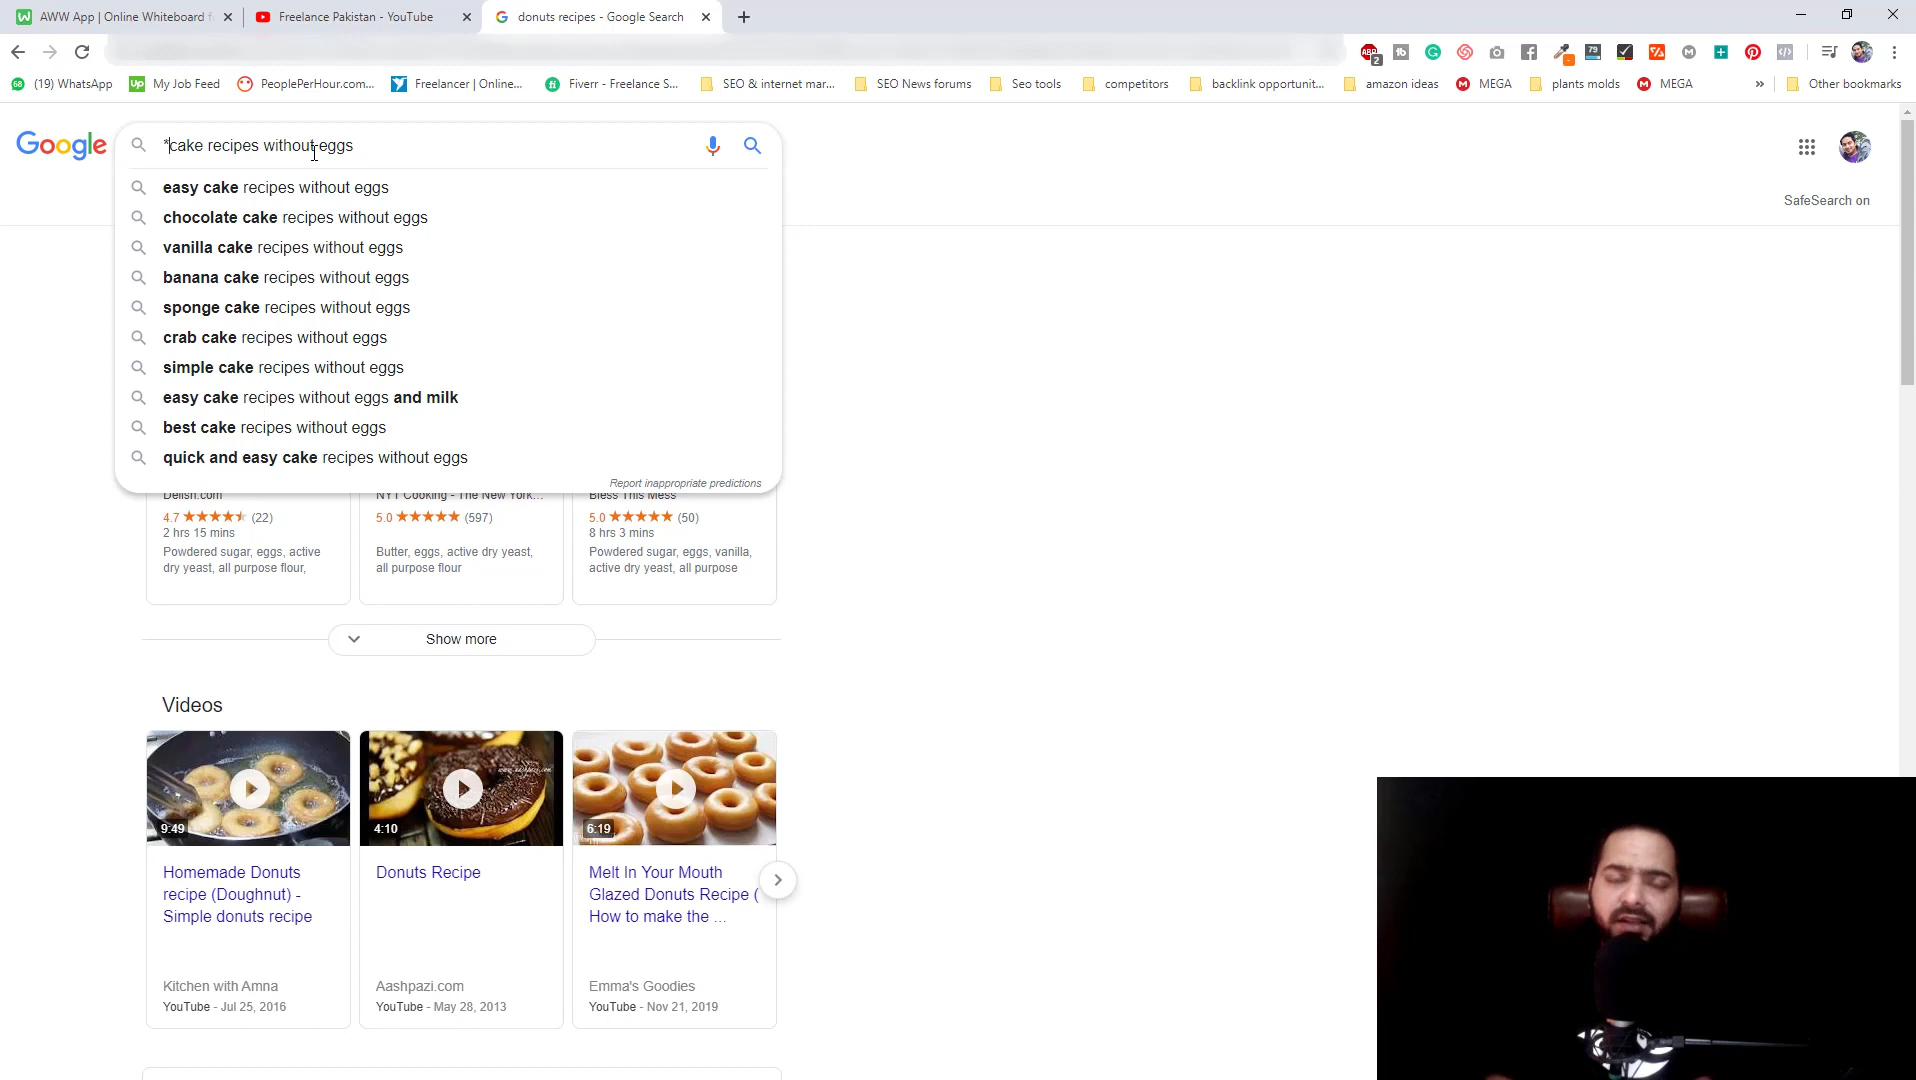 AWW App | Online Whiteboard f
Freelance Pakistan - YouTube
donuts recipes - Google Search
(19) WhatsApp
My Job Feed
PeoplePerHour.com...
Freelancer | Online...
Fiverr - Freelance S...
SEO & internet mar...
SEO News forums
Seo tools
competitors
backlink opportunit...
amazon ideas
MEGA
plants molds
MEGA
Other bookmarks
Google
*cake recipes without eggs
SafeSearch on
easy cake recipes without eggs
chocolate cake recipes without eggs
vanilla cake recipes without eggs
banana cake recipes without eggs
sponge cake recipes without eggs
crab cake recipes without eggs
simple cake recipes without eggs
easy cake recipes without eggs and milk
best cake recipes without eggs
quick and easy cake recipes without eggs
Report inappropriate predictions
Delish.com
NYT Cooking - The New York...
Bless This Mess
4.7 ★★★★★ (22)
5.0 ★★★★★ (597)
5.0 ★★★★★ (50)
2 hrs 15 mins
8 hrs 3 mins
Powdered sugar, eggs, active
dry yeast, all purpose flour,
Butter, eggs, active dry yeast,
all purpose flour
Powdered sugar, eggs, vanilla,
active dry yeast, all purpose
Show more
Videos
9:49
4:10
6:19
Homemade Donuts
recipe (Doughnut) -
Simple donuts recipe
Donuts Recipe
Melt In Your Mouth
Glazed Donuts Recipe (
How to make the ...
Kitchen with Amna
YouTube - Jul 25, 2016
Aashpazi.com
YouTube - May 28, 2013
Emma's Goodies
YouTube - Nov 21, 2019